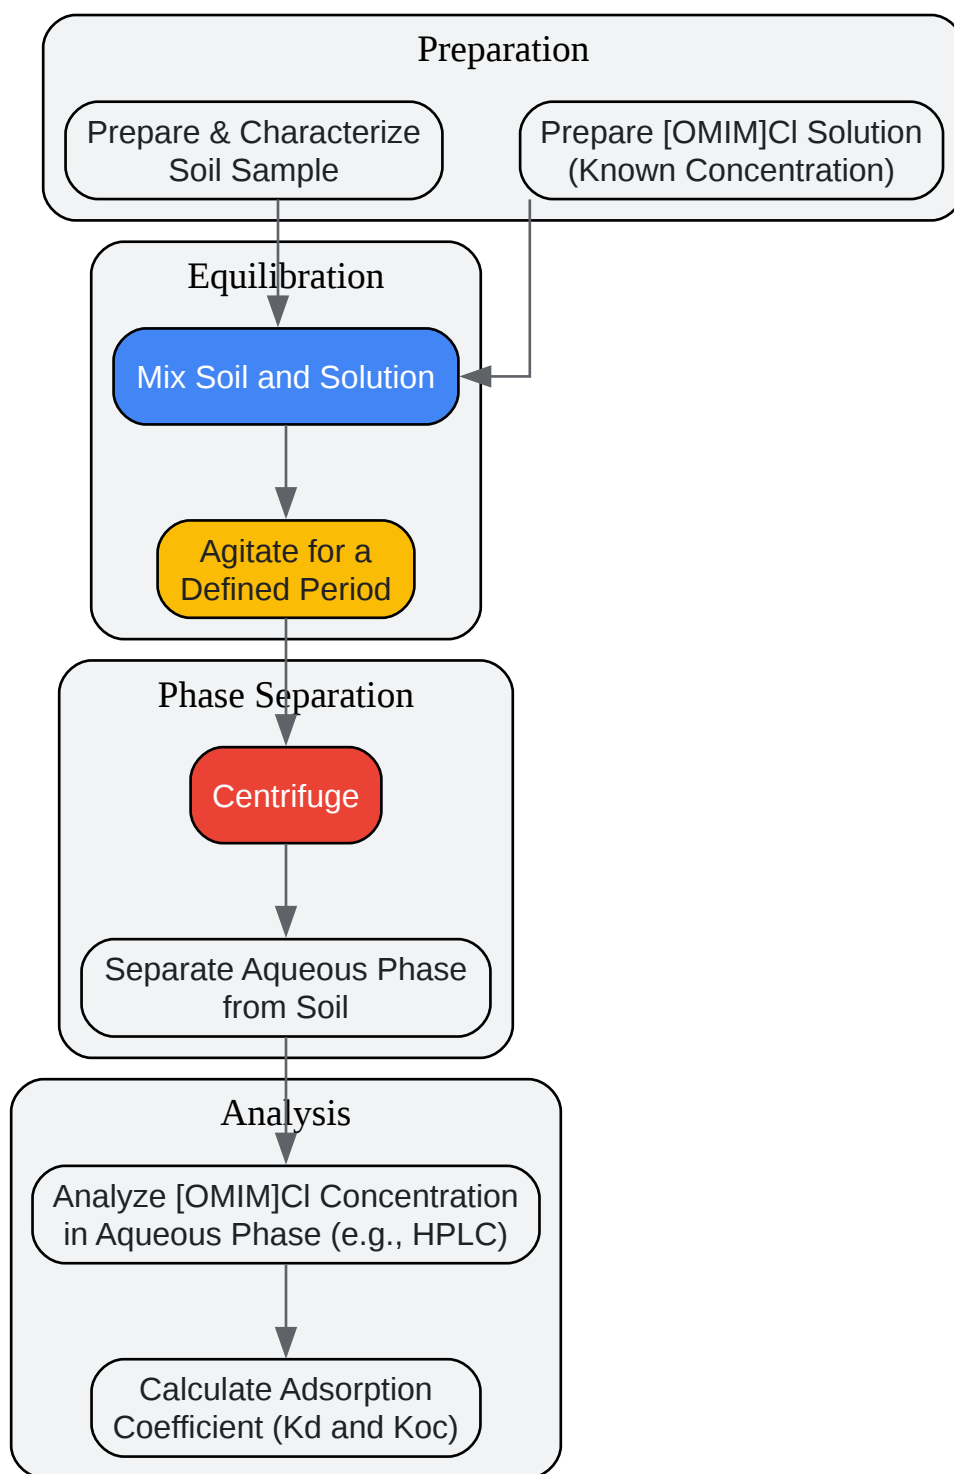 Preparation
Prepare & Characterize
Soil Sample
Prepare [OMIM]Cl Solution
(Known Concentration)
Equilibration
Mix Soil and Solution
Agitate for a
Defined Period
Phase Separation
Centrifuge
Separate Aqueous Phase
from Soil
Analysis
Analyze [OMIM]Cl Concentration
in Aqueous Phase (e.g., HPLC)
Calculate Adsorption
Coefficient (Kd and Koc)